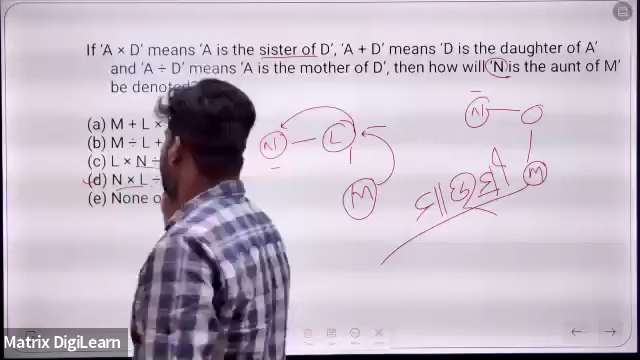 If ‘A × D’ means ‘A is the sister of D’, ‘A + D’ means ‘D is the daughter of A’
and ‘A ÷ D’ means ‘A is the mother of D’, then how will ‘N is the aunt of M’
be denoted
(a) M + L ×
(b) M ÷ L +
(c) L × N ÷
(d) N × L ÷
(e) None o
N L
M
N
M
ମାଉସୀ
Matrix DigiLearn